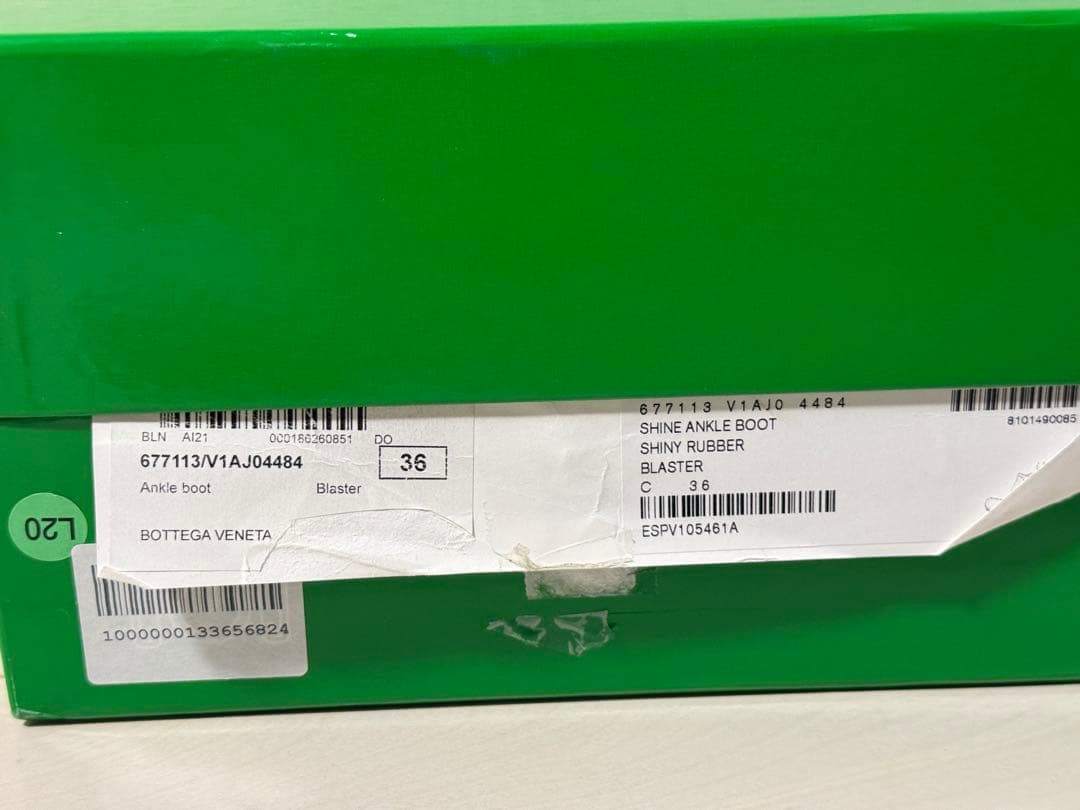 BLN AI21 000186260851 DO
677113/V1AJ04484 36
Ankle boot Blaster
BOTTEGA VENETA
677113 V1AJ0 4484
SHINE ANKLE BOOT
SHINY RUBBER
BLASTER
C 36
ESPV105461A
8101490085
L20
1000000133656824